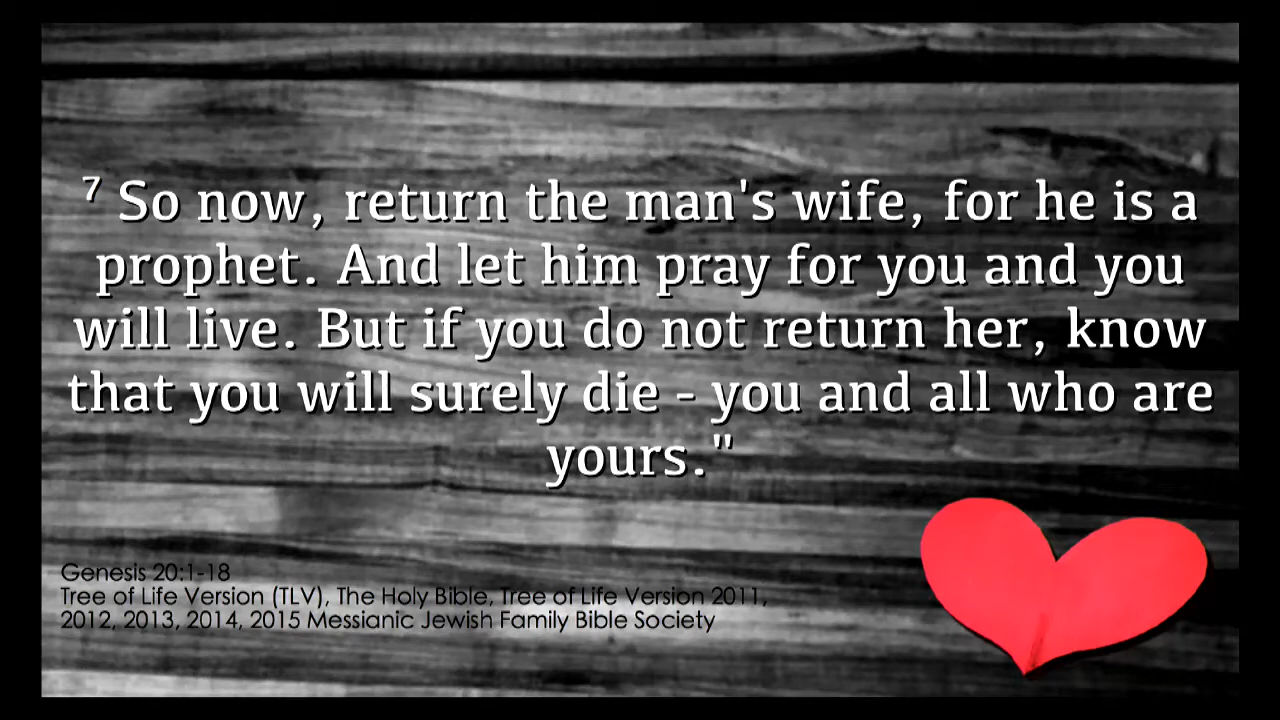 ⁷ So now, return the man's wife, for he is a
prophet. And let him pray for you and you
will live. But if you do not return her, know
that you will surely die - you and all who are
yours."
Genesis 20:1-18
Tree of Life Version (TLV), The Holy Bible, Tree of Life Version 2011,
2012, 2013, 2014, 2015 Messianic Jewish Family Bible Society